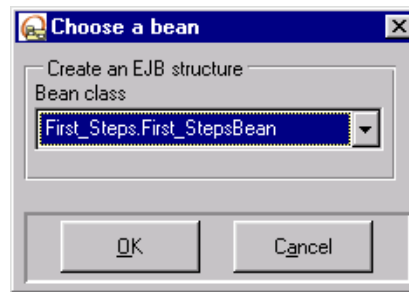 Choose a bean
Create an EJB structure
Bean class
First_Steps.First_StepsBean
OK
Cancel